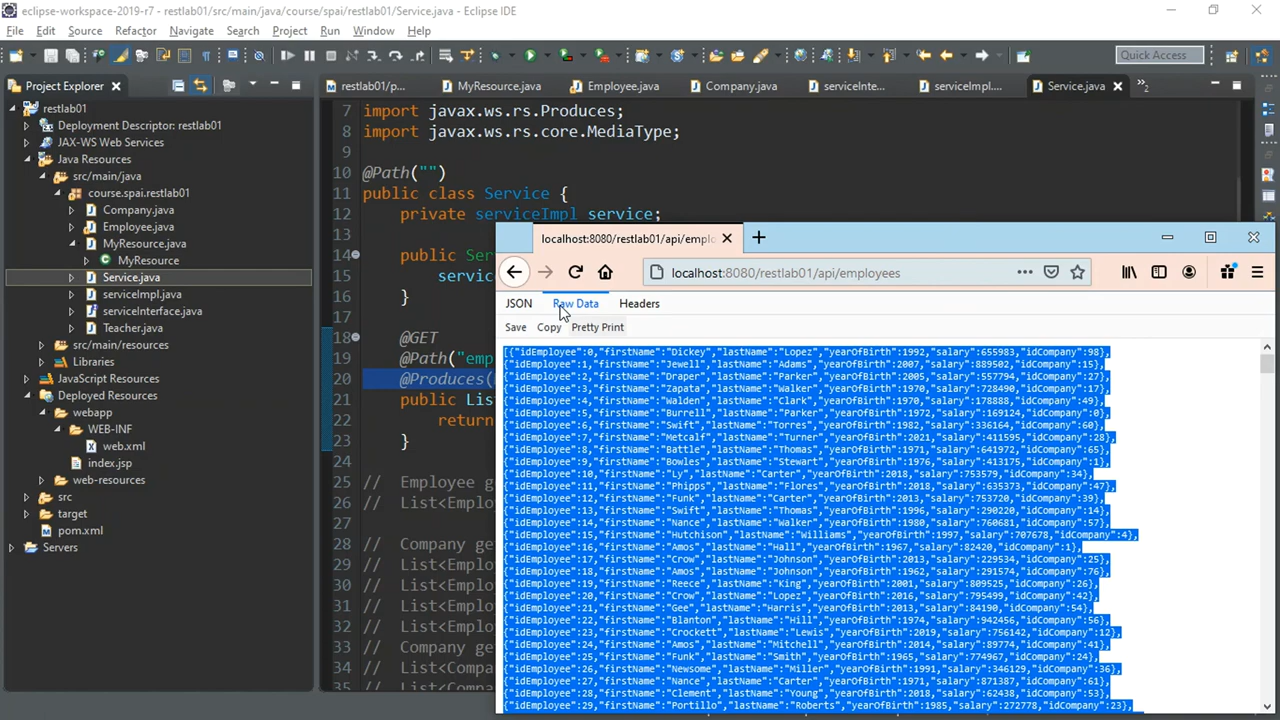 eclipse-workspace-2019-r7 - restlab01/src/main/java/course/spai/restlab01/Service.java - Eclipse IDE
File Edit Source Refactor Navigate Search Project Run Window Help
Quick Access
Project Explorer
restlab01/p...
MyResource.java
Employee.java
Company.java
serviceInte...
serviceImpl....
Service.java
»2
restlab01
Deployment Descriptor: restlab01
JAX-WS Web Services
Java Resources
src/main/java
course.spai.restlab01
Company.java
Employee.java
MyResource.java
MyResource
Service.java
serviceImpl.java
serviceInterface.java
Teacher.java
src/main/resources
Libraries
JavaScript Resources
Deployed Resources
webapp
WEB-INF
web.xml
index.jsp
web-resources
src
target
pom.xml
Servers
7 import javax.ws.rs.Produces;
8 import javax.ws.rs.core.MediaType;
9
10 @Path("")
11 public class Service {
12 private serviceImpl service;
13
14 public Ser
15 servic
16 }
17
18 @GET
19 @Path("emp
20 @Produces(
21 public Lis
22 return
23 }
24
25 // Employee ge
26 // List<Emplo
27
28 // Company get
29 // List<Compa
30 // List<Compa
31 // List<Compa
32 // List<Compa
33 // Company get
34 // List<Compa
35 // List<Compa
localhost:8080/restlab01/api/emplo
localhost:8080/restlab01/api/employees
JSON Raw Data Headers
Save Copy Pretty Print
[{"idEmployee":0,"firstName":"Dickey","lastName":"Lopez","yearOfBirth":1992,"salary":655983,"idCompany":98},
{"idEmployee":1,"firstName":"Jewell","lastName":"Adams","yearOfBirth":2007,"salary":889502,"idCompany":15},
{"idEmployee":2,"firstName":"Draper","lastName":"Parker","yearOfBirth":2005,"salary":557794,"idCompany":27},
{"idEmployee":3,"firstName":"Zapata","lastName":"Walker","yearOfBirth":1970,"salary":728490,"idCompany":17},
{"idEmployee":4,"firstName":"Walden","lastName":"Clark","yearOfBirth":1970,"salary":178888,"idCompany":49},
{"idEmployee":5,"firstName":"Burrell","lastName":"Parker","yearOfBirth":1972,"salary":169124,"idCompany":0},
{"idEmployee":6,"firstName":"Swift","lastName":"Torres","yearOfBirth":1982,"salary":336164,"idCompany":60},
{"idEmployee":7,"firstName":"Metcalf","lastName":"Turner","yearOfBirth":2021,"salary":411595,"idCompany":28},
{"idEmployee":8,"firstName":"Battle","lastName":"Thomas","yearOfBirth":1971,"salary":641972,"idCompany":65},
{"idEmployee":9,"firstName":"Bowles","lastName":"Stewart","yearOfBirth":1976,"salary":413175,"idCompany":1},
{"idEmployee":10,"firstName":"Ly","lastName":"Carter","yearOfBirth":2018,"salary":753579,"idCompany":34},
{"idEmployee":11,"firstName":"Phipps","lastName":"Flores","yearOfBirth":2018,"salary":635373,"idCompany":47},
{"idEmployee":12,"firstName":"Funk","lastName":"Carter","yearOfBirth":2013,"salary":753720,"idCompany":39},
{"idEmployee":13,"firstName":"Swift","lastName":"Thomas","yearOfBirth":1996,"salary":290220,"idCompany":14},
{"idEmployee":14,"firstName":"Nance","lastName":"Walker","yearOfBirth":1980,"salary":760681,"idCompany":57},
{"idEmployee":15,"firstName":"Hutchison","lastName":"Williams","yearOfBirth":1997,"salary":707678,"idCompany":4},
{"idEmployee":16,"firstName":"Amos","lastName":"Hall","yearOfBirth":1967,"salary":82420,"idCompany":1},
{"idEmployee":17,"firstName":"Crow","lastName":"Johnson","yearOfBirth":2013,"salary":229534,"idCompany":25},
{"idEmployee":18,"firstName":"Amos","lastName":"Johnson","yearOfBirth":1962,"salary":291574,"idCompany":76},
{"idEmployee":19,"firstName":"Reece","lastName":"King","yearOfBirth":2001,"salary":809525,"idCompany":26},
{"idEmployee":20,"firstName":"Crow","lastName":"Lopez","yearOfBirth":2016,"salary":795499,"idCompany":42},
{"idEmployee":21,"firstName":"Gee","lastName":"Harris","yearOfBirth":2013,"salary":84190,"idCompany":54},
{"idEmployee":22,"firstName":"Blanton","lastName":"Hill","yearOfBirth":1974,"salary":942456,"idCompany":56},
{"idEmployee":23,"firstName":"Crockett","lastName":"Lewis","yearOfBirth":2019,"salary":756142,"idCompany":12},
{"idEmployee":24,"firstName":"Amos","lastName":"Mitchell","yearOfBirth":2014,"salary":89774,"idCompany":41},
{"idEmployee":25,"firstName":"Funk","lastName":"Smith","yearOfBirth":1965,"salary":774967,"idCompany":24},
{"idEmployee":26,"firstName":"Newsome","lastName":"Miller","yearOfBirth":1991,"salary":346129,"idCompany":36},
{"idEmployee":27,"firstName":"Nance","lastName":"Carter","yearOfBirth":1971,"salary":871387,"idCompany":61},
{"idEmployee":28,"firstName":"Clement","lastName":"Young","yearOfBirth":2018,"salary":62438,"idCompany":53},
{"idEmployee":29,"firstName":"Portillo","lastName":"Roberts","yearOfBirth":1985,"salary":272778,"idCompany":23},